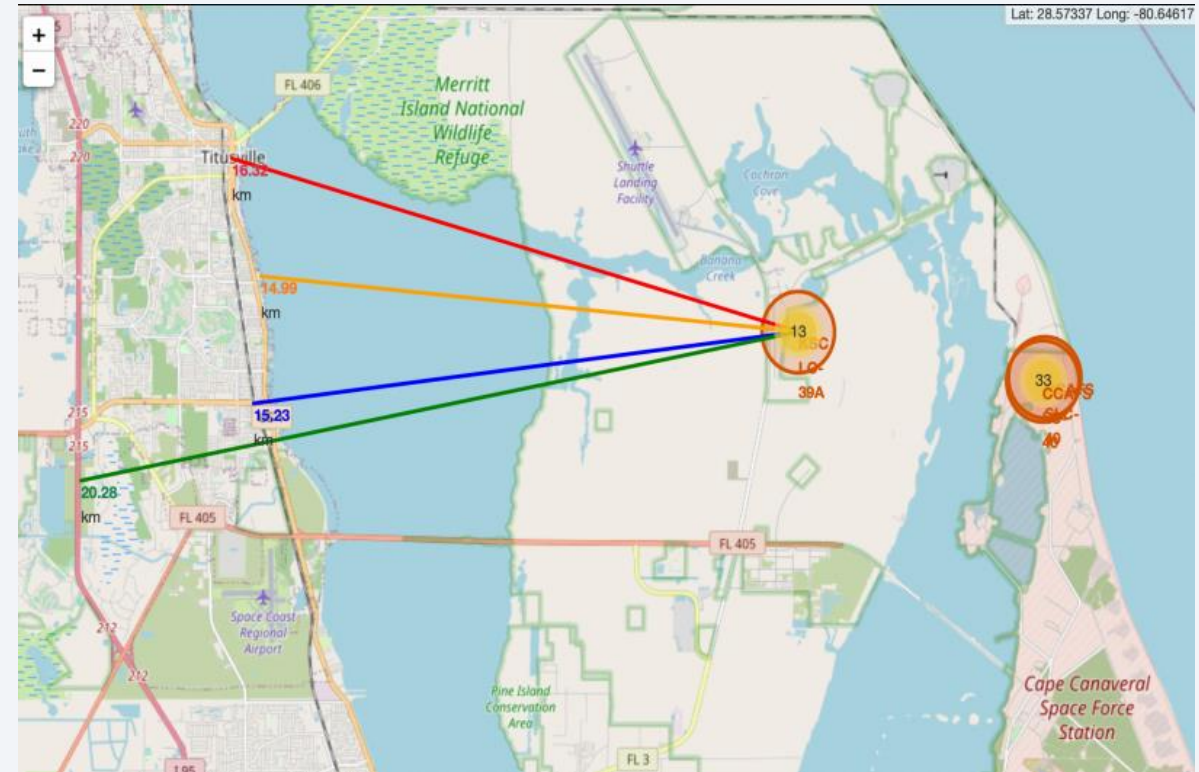 +
−
Lat: 28.57337 Long: -80.64617
FL 406
Merritt
Island National
Wildlife
Refuge
220
220
Titusville
16.32
km
Shuttle
Landing
Facility
Cochran
Cove
Banana
Creek
14.99
km
13
KSC
LC-
39A
33
CCAFS
SLC-
40
215
215
15.23
km
20.28
km
FL 405
FL 405
Space Coast
Regional
Airport
212
212
Pine Island
Conservation
Area
Cape Canaveral
Space Force
Station
FL 3
I 95